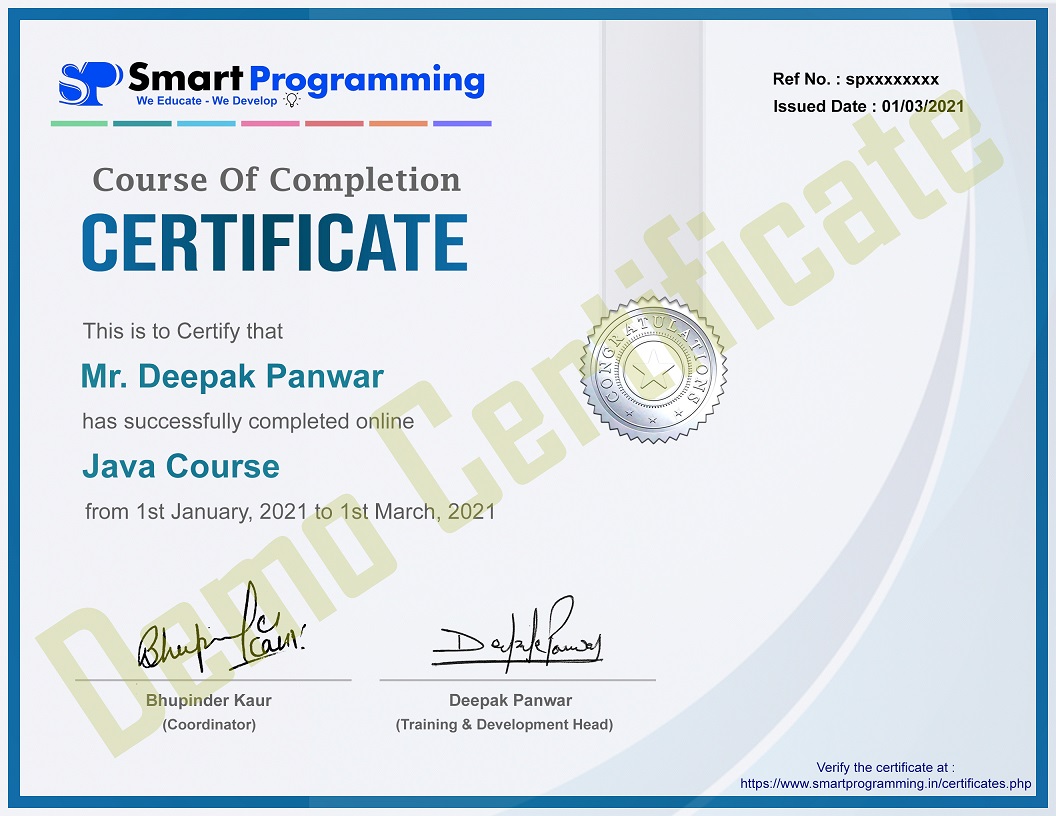 SP Smart Programming
We Educate - We Develop
Ref No. : spxxxxxxxx
Issued Date : 01/03/2021
Course Of Completion
CERTIFICATE
This is to Certify that
Mr. Deepak Panwar
has successfully completed online
Java Course
from 1st January, 2021 to 1st March, 2021
CONGRATULATIONS
Demo Certificate
Bhupinder Kaur
Deepak Panwar
Bhupinder Kaur
(Coordinator)
Deepak Panwar
(Training & Development Head)
Verify the certificate at :
https://www.smartprogramming.in/certificates.php